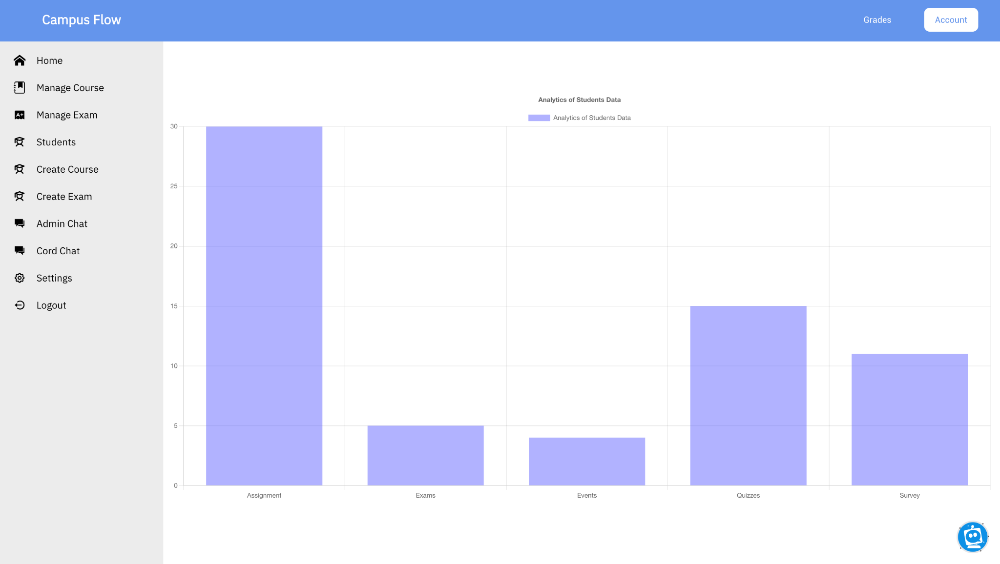 Campus Flow
Grades
Account
Home
Manage Course
A+
Manage Exam
Students
Create Course
Create Exam
Admin Chat
Cord Chat
Settings
Logout
Analytics of Students Data
Analytics of Students Data
30
25
20
15
10
5
0
Assignment
Exams
Events
Quizzes
Survey